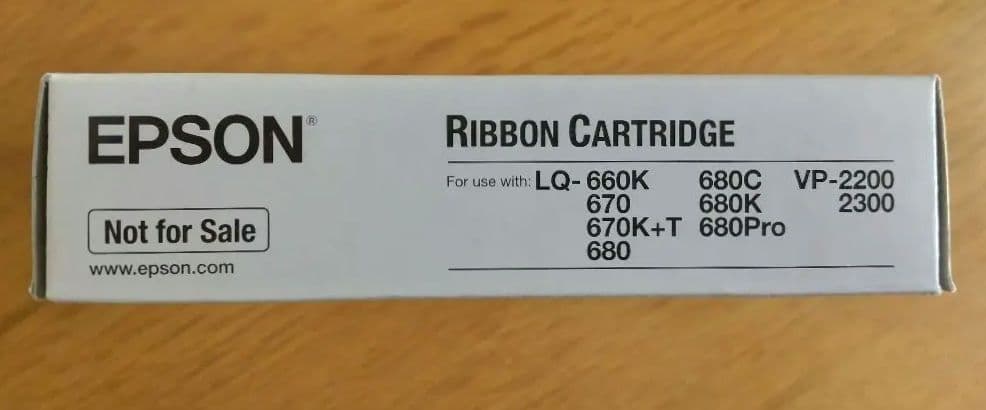 EPSON®
Not for Sale
www.epson.com
RIBBON CARTRIDGE
For use with: LQ- 660K 680C VP-2200
670 680K 2300
670K+T 680Pro
680